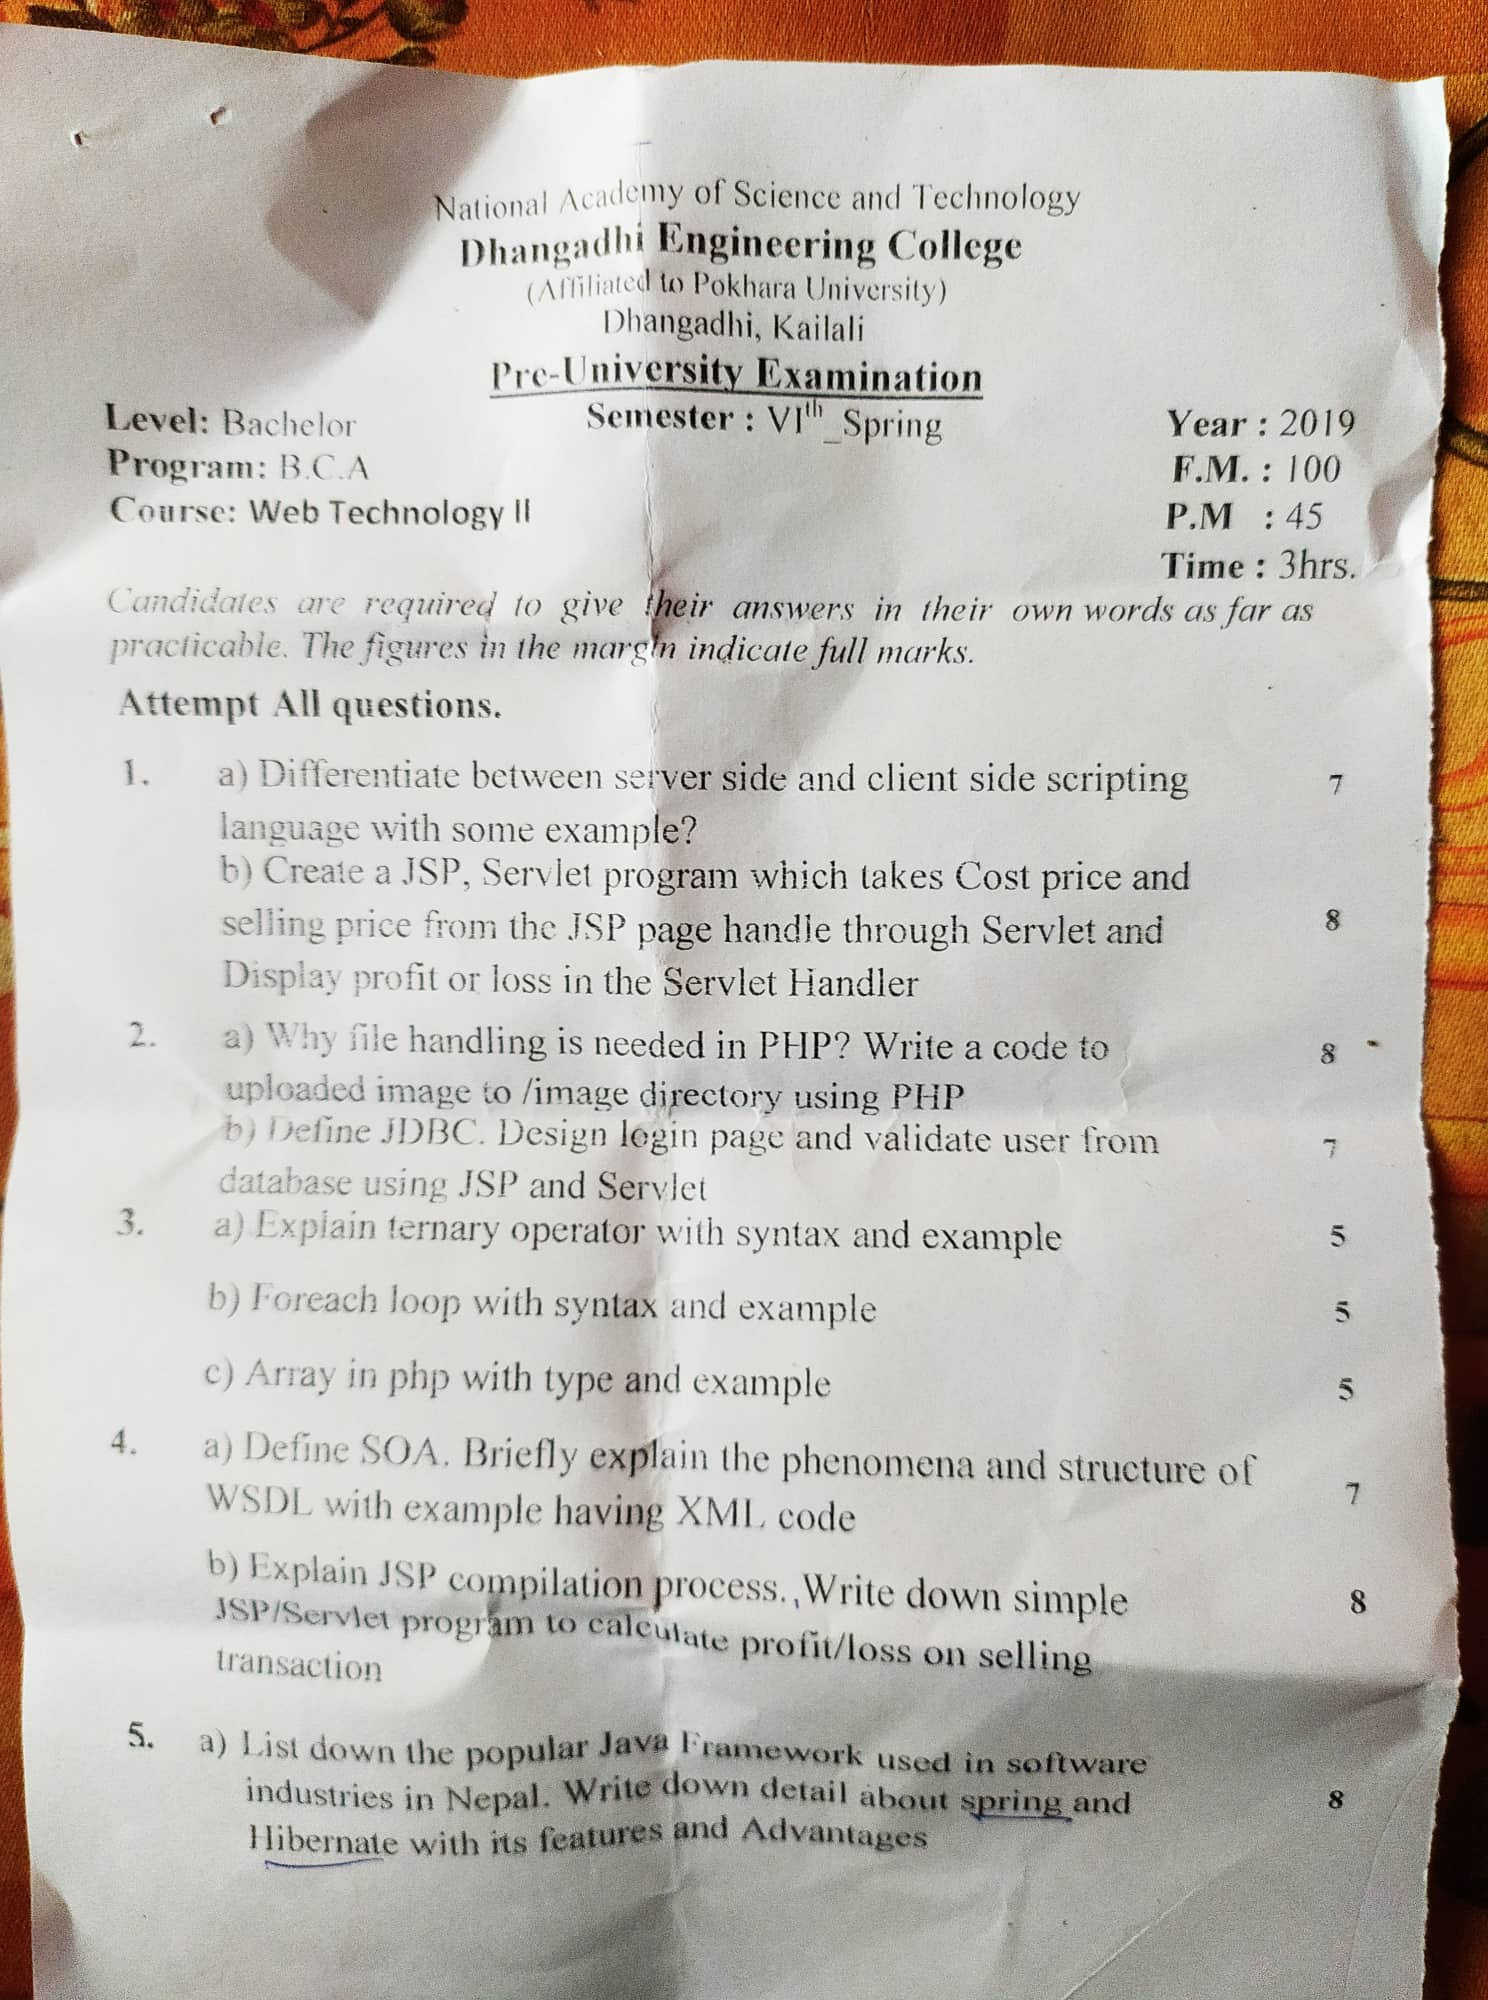 National Academy of Science and Technology
Dhangadhi Engineering College
(Affiliated to Pokhara University)
Dhangadhi, Kailali
Pre-University Examination
Level: Bachelor Semester : VIth_Spring Year : 2019
Program: B.C.A F.M. : 100
Course: Web Technology II P.M : 45
Time : 3hrs.
Candidates are required to give their answers in their own words as far as
practicable. The figures in the margin indicate full marks.
Attempt All questions.
1. a) Differentiate between server side and client side scripting 7
language with some example?
b) Create a JSP, Servlet program which takes Cost price and
selling price from the JSP page handle through Servlet and 8
Display profit or loss in the Servlet Handler
2. a) Why file handling is needed in PHP? Write a code to 8
uploaded image to /image directory using PHP
b) Define JDBC. Design login page and validate user from 7
database using JSP and Servlet
3. a) Explain ternary operator with syntax and example 5
b) Foreach loop with syntax and example 5
c) Array in php with type and example 5
4. a) Define SOA. Briefly explain the phenomena and structure of
WSDL with example having XML code 7
b) Explain JSP compilation process. Write down simple 8
JSP/Servlet program to calculate profit/loss on selling
transaction
5. a) List down the popular Java Framework used in software
industries in Nepal. Write down detail about spring and 8
Hibernate with its features and Advantages